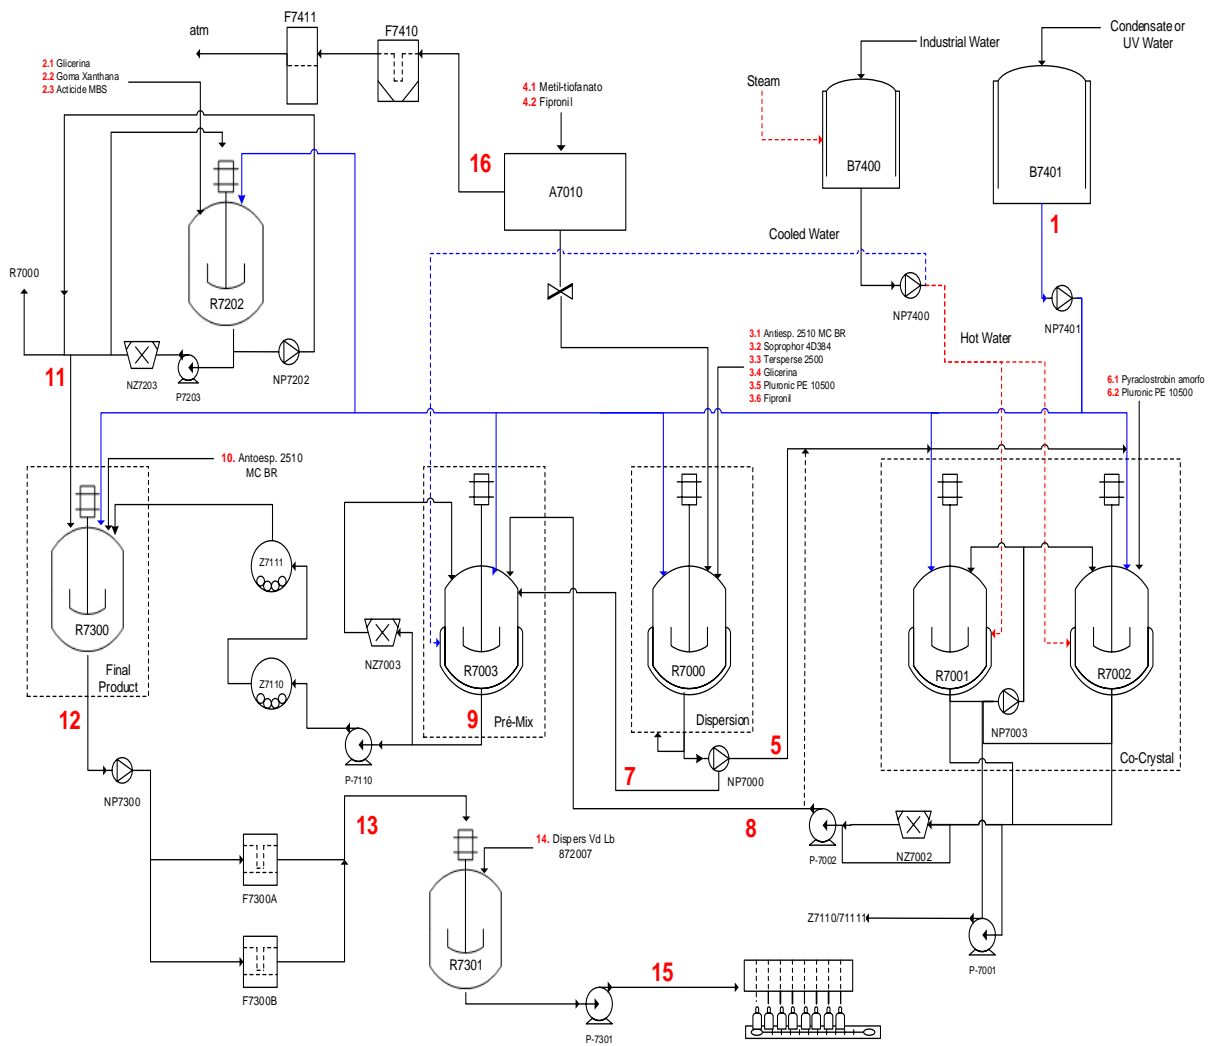 F7411
F7410
atm
Condensate or
UV Water
Industrial Water
2.1 Glicerina
2.2 Goma Xanthana
2.3 Acticide MBS
Steam
4.1 Metil-tiofanato
4.2 Fipronil
16
A7010
B7400
B7401
1
Cooled Water
R7000
R7202
NP7400
NP7401
Hot Water
3.1 Antiesp. 2510 MC BR
3.2 Soprophor 4D384
3.3 Tersperse 2500
3.4 Glicerina
3.5 Pluronic PE 10500
3.6 Fipronil
6.1 Pyraclostrobin amorfo
6.2 Pluronic PE 10500
11
NZ7203
P7203
NP7202
10. Antoesp. 2510
MC BR
Z7111
R7300
Final
Product
Z7110
NZ7003
R7003
R7000
R7001
R7002
12
9
Pré-Mix
Dispersion
NP7003
P-7110
5
Co-Crystal
7
NP7000
NP7300
13
8
P-7002
NZ7002
14. Dispers Vd Lb
872007
F7300A
Z7110/71111
P-7001
R7301
15
F7300B
P-7301